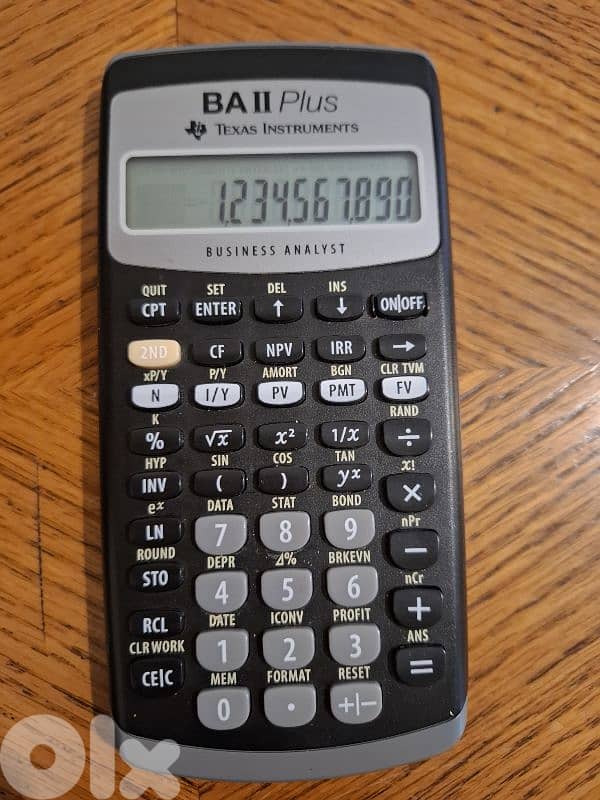 BA II Plus
TEXAS INSTRUMENTS
1,234,567,890
BUSINESS ANALYST
QUIT SET DEL INS
CPT ENTER ↑ ↓ ON|OFF
2ND CF NPV IRR →
xP/Y P/Y AMORT BGN CLR TVM
N I/Y PV PMT FV
K RAND
% √x x² 1/x ÷
HYP SIN COS TAN x!
INV ( ) yx ×
eˣ DATA STAT BOND nPr
LN 7 8 9 −
ROUND DEPR Δ% BRKEVN nCr
STO 4 5 6 +
DATE ICONV PROFIT ANS
RCL 1 2 3 =
CLR WORK MEM FORMAT RESET
CE|C 0 . +|−
olx